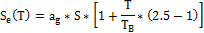 Sₑ(T) = a_g * S * [1 + T/T_B * (2.5 − 1)]